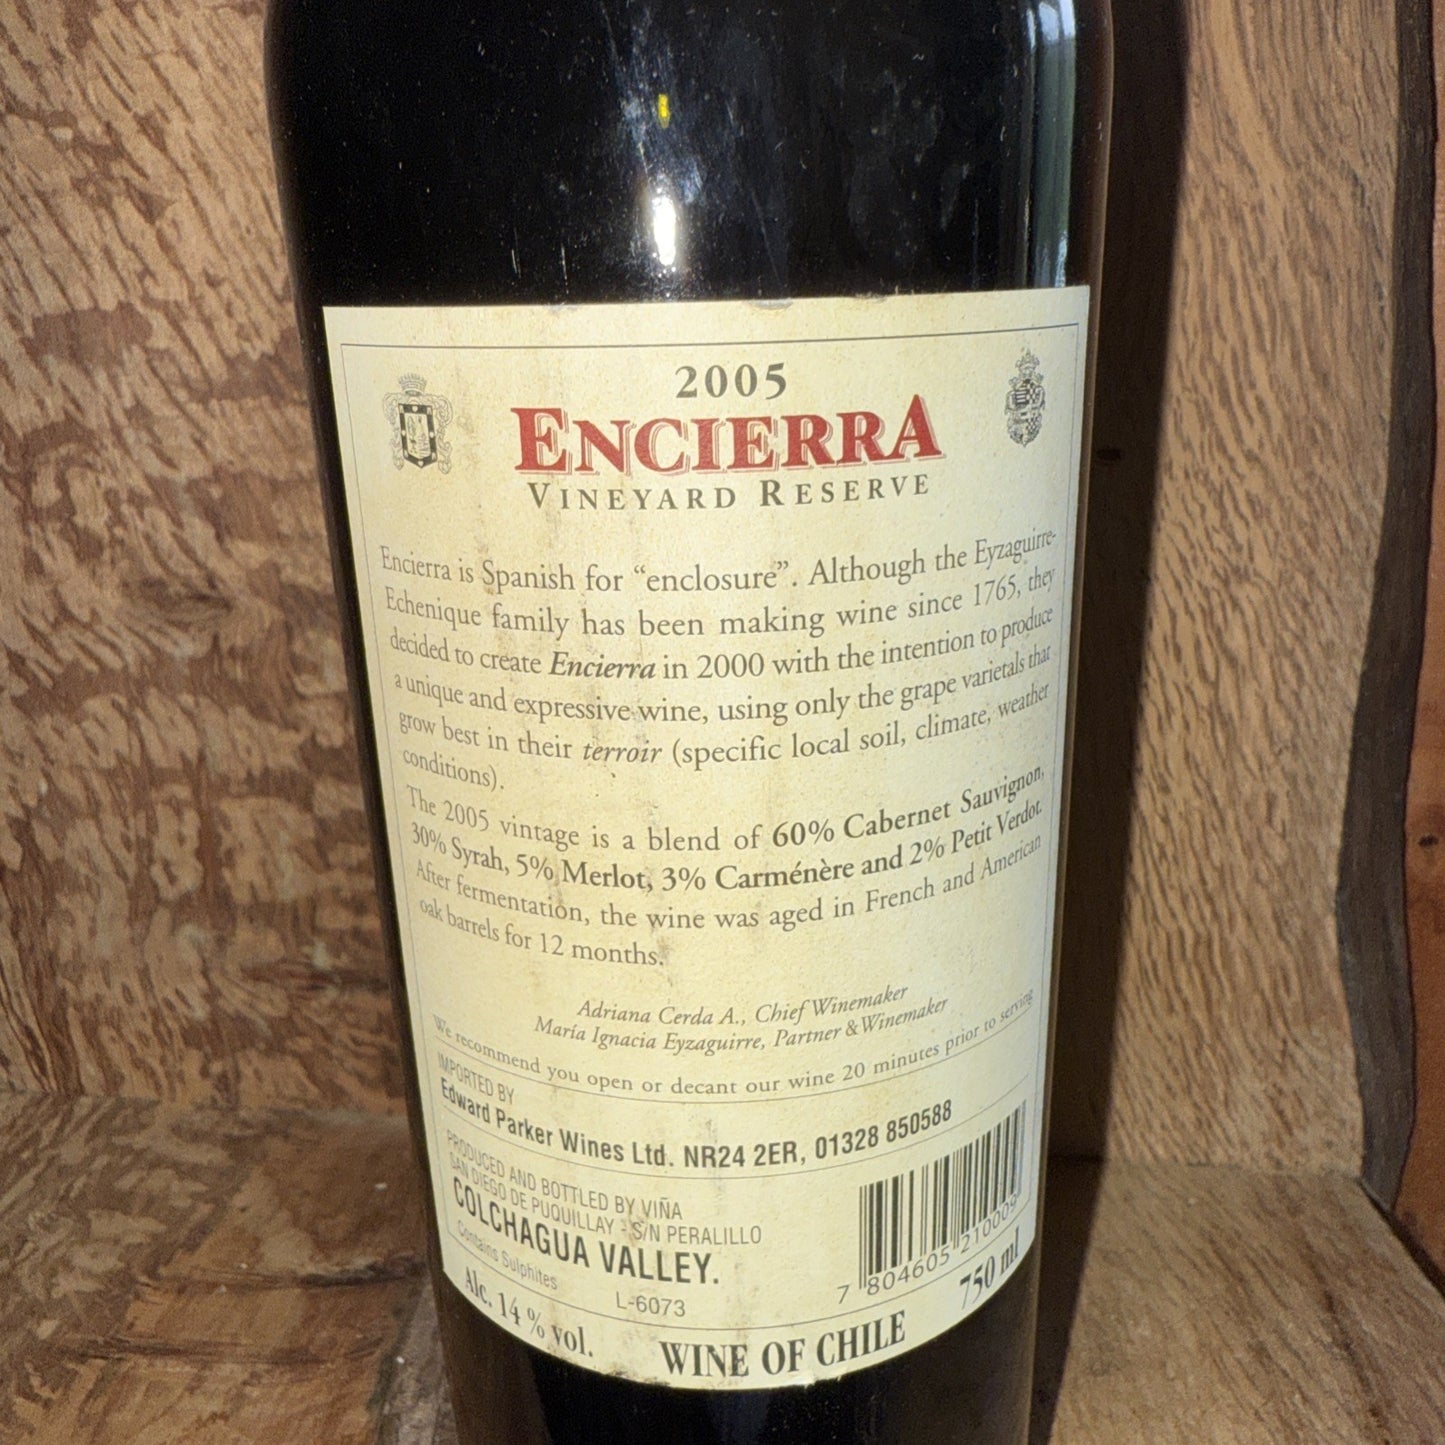 2005
ENCIERRA
VINEYARD RESERVE
Encierra is Spanish for “enclosure”. Although the Eyzaguirre-
Echenique family has been making wine since 1765, they
decided to create Encierra in 2000 with the intention to produce
a unique and expressive wine, using only the grape varietals that
grow best in their terroir (specific local soil, climate, weather
conditions).
The 2005 vintage is a blend of 60% Cabernet Sauvignon,
30% Syrah, 5% Merlot, 3% Carménère and 2% Petit Verdot.
After fermentation, the wine was aged in French and American
oak barrels for 12 months.
Adriana Cerda A., Chief Winemaker
María Ignacia Eyzaguirre, Partner & Winemaker
We recommend you open or decant our wine 20 minutes prior to serving
IMPORTED BY
Edward Parker Wines Ltd. NR24 2ER, 01328 850588
PRODUCED AND BOTTLED BY VIÑA
SAN DIEGO DE PUQUILLAY - S/N PERALILLO
COLCHAGUA VALLEY.
Contains Sulphites
L-6073
7 804605 210009
Alc. 14 % vol.
WINE OF CHILE
750 ml